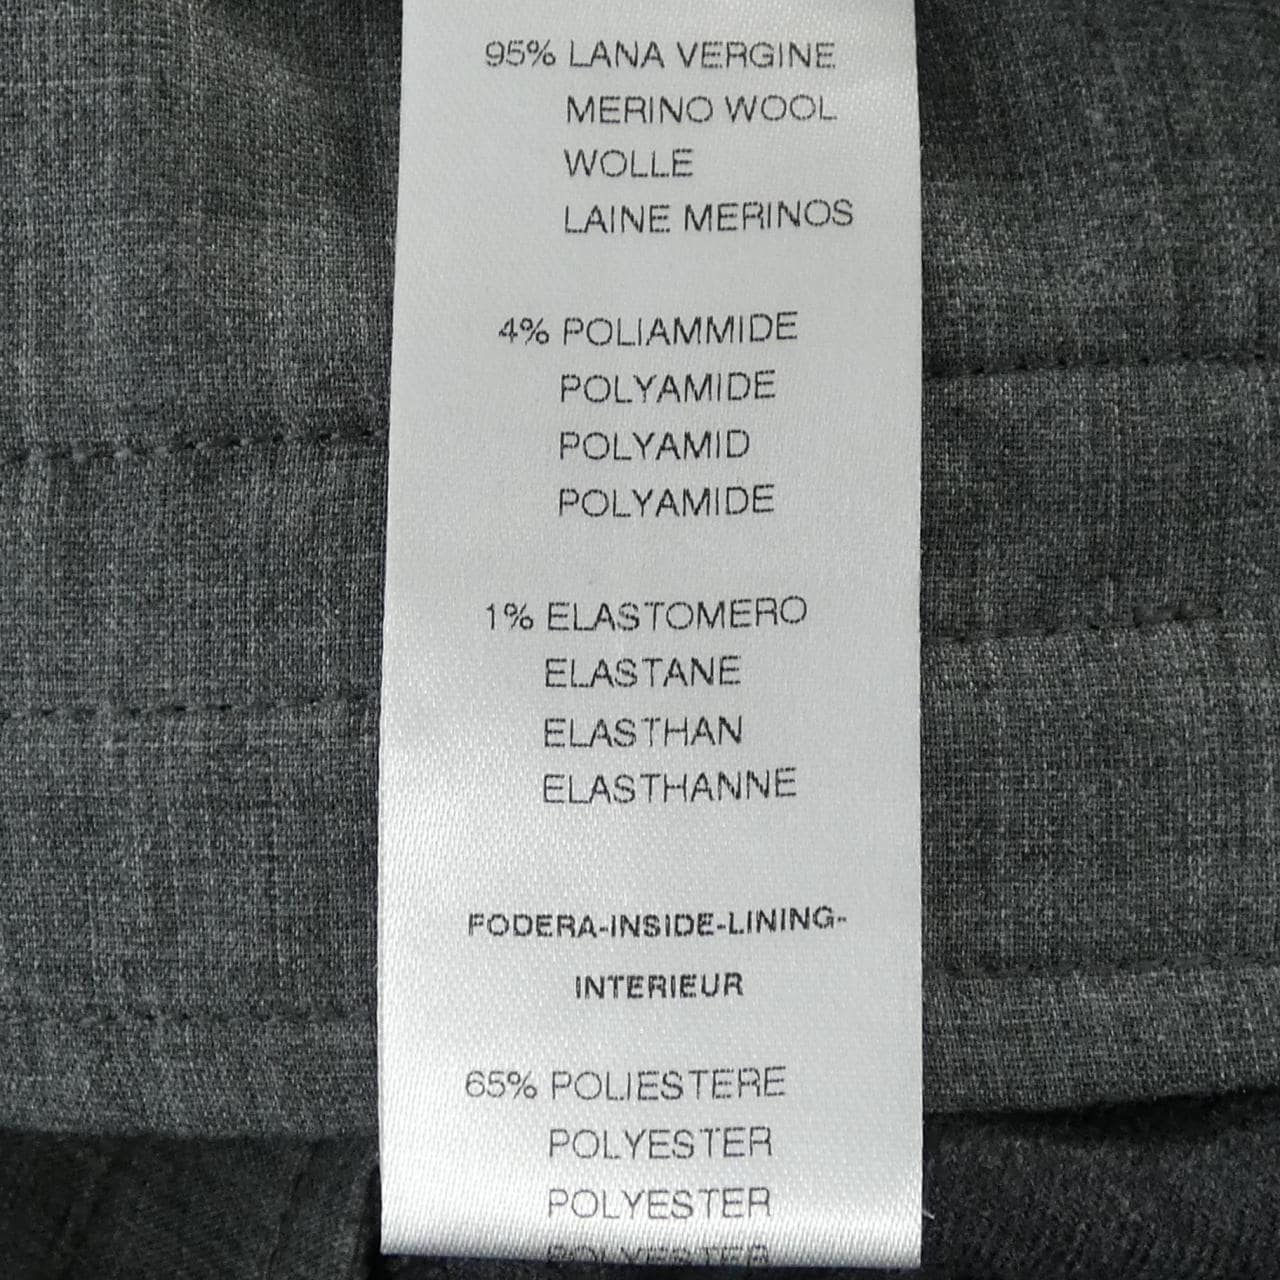 95% LANA VERGINE
MERINO WOOL
WOLLE
LAINE MERINOS
4% POLIAMMIDE
POLYAMIDE
POLYAMID
POLYAMIDE
1% ELASTOMERO
ELASTANE
ELASTHAN
ELASTHANNE
FODERA-INSIDE-LINING-
INTERIEUR
65% POLIESTERE
POLYESTER
POLYESTER
POLYESTER